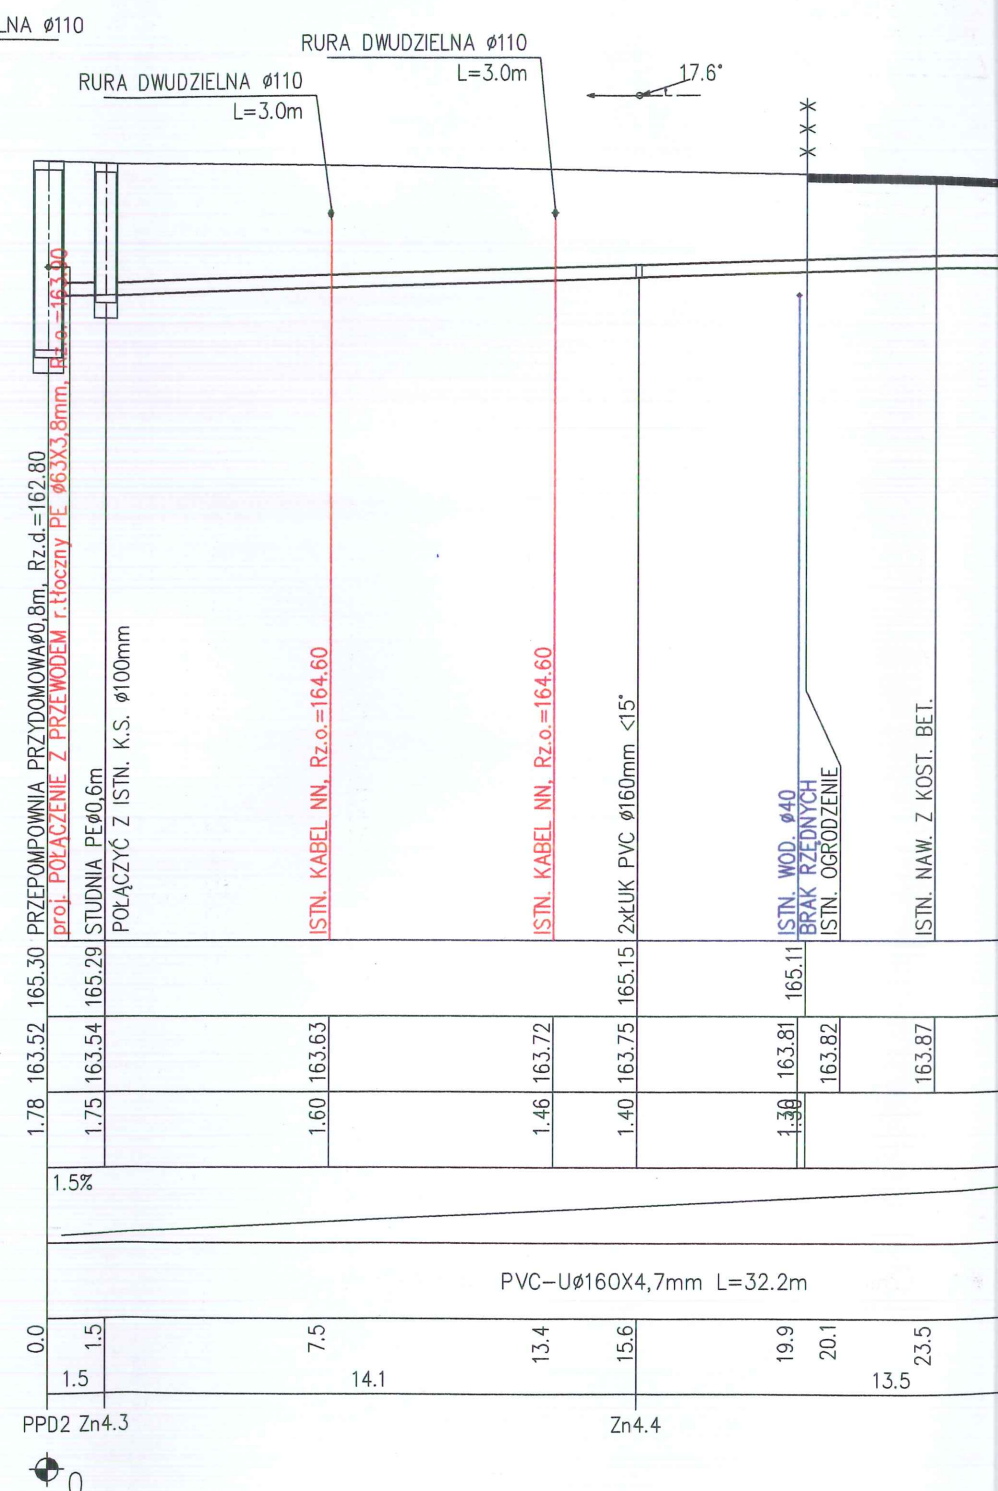 LNA ø110
RURA DWUDZIELNA ø110
L=3.0m
RURA DWUDZIELNA ø110
L=3.0m
17.6°
PRZEPOMPOWNIA PRZYDOMOWAø0,8m, Rz.d.=162.80
proj. POŁĄCZENIE Z PRZEWODEM r.tłoczny PE ø63X3,8mm, Rz.o.=163.90
STUDNIA PEø0,6m
POŁĄCZYĆ Z ISTN. K.S. ø100mm
ISTN. KABEL NN, Rz.o.=164.60
ISTN. KABEL NN, Rz.o.=164.60
2xŁUK PVC ø160mm <15°
ISTN. WOD. ø40
BRAK RZĘDNYCH
ISTN. OGRODZENIE
ISTN. NAW. Z KOST. BET.
165.30 165.29 165.15 165.11
163.52 163.54 163.63 163.72 163.75 163.81 163.82 163.87
1.78 1.75 1.60 1.46 1.40 1.30
1.5%
PVC-Uø160X4,7mm L=32.2m
0.0 1.5 7.5 13.4 15.6 19.9 20.1 23.5
1.5 14.1 13.5
PPD2 Zn4.3 Zn4.4
0